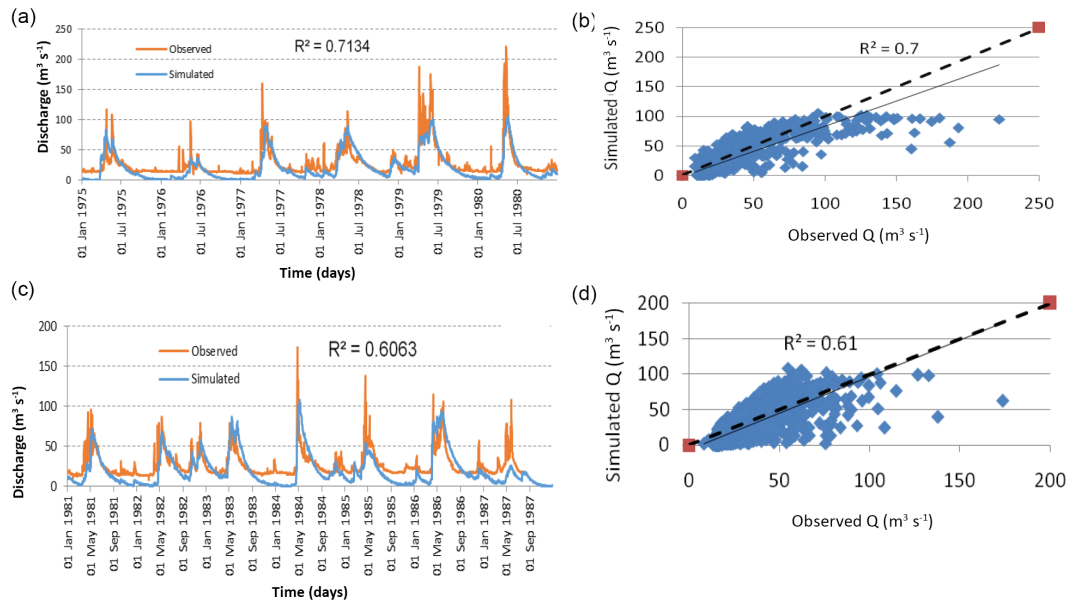 (a)
250
200
150
100
50
0
Discharge (m³ s⁻¹)
Observed
Simulated
R² = 0.7134
01 Jan 1975
01 Jul 1975
01 Jan 1976
01 Jul 1976
01 Jan 1977
01 Jul 1977
01 Jan 1978
01 Jul 1978
01 Jan 1979
01 Jul 1979
01 Jan 1980
01 Jul 1980
Time (days)
(b)
250
200
150
100
50
0
Simulated Q (m³ s⁻¹)
R² = 0.7
0 50 100 150 200 250
Observed Q (m³ s⁻¹)
(c)
200
150
100
50
0
Discharge (m³ s⁻¹)
Observed
Simulated
R² = 0.6063
01 Jan 1981
01 May 1981
01 Sep 1981
01 Jan 1982
01 May 1982
01 Sep 1982
01 Jan 1983
01 May 1983
01 Sep 1983
01 Jan 1984
01 May 1984
01 Sep 1984
01 Jan 1985
01 May 1985
01 Sep 1985
01 Jan 1986
01 May 1986
01 Sep 1986
01 Jan 1987
01 May 1987
01 Sep 1987
Time (days)
(d)
200
150
100
50
0
Simulated Q (m³ s⁻¹)
R² = 0.61
0 50 100 150 200
Observed Q (m³ s⁻¹)